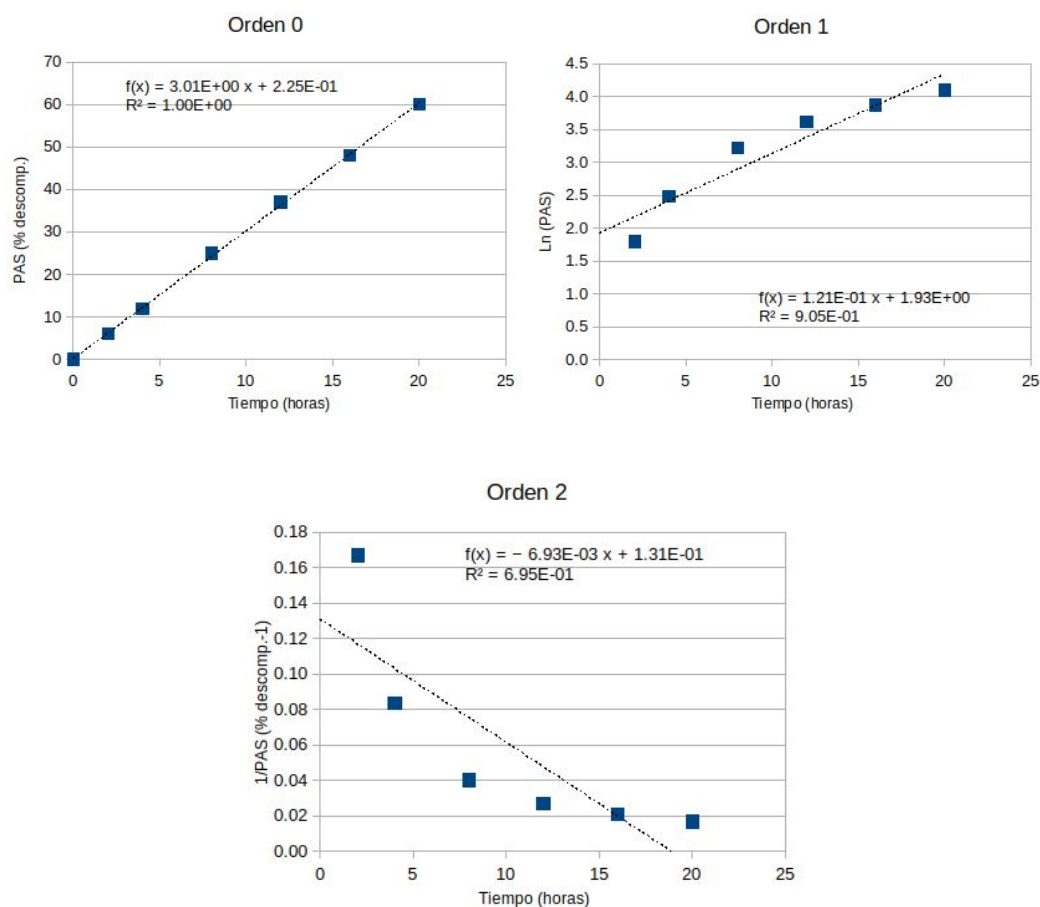 Orden 0
70
60
50
40
30
20
10
0
f(x) = 3.01E+00 x + 2.25E-01
R² = 1.00E+00
PAS (% descomp.)
0 5 10 15 20 25
Tiempo (horas)
Orden 1
4.5
4.0
3.5
3.0
2.5
2.0
1.5
1.0
0.5
0.0
Ln (PAS)
f(x) = 1.21E-01 x + 1.93E+00
R² = 9.05E-01
0 5 10 15 20 25
Tiempo (horas)
Orden 2
0.18
0.16
0.14
0.12
0.10
0.08
0.06
0.04
0.02
0.00
f(x) = − 6.93E-03 x + 1.31E-01
R² = 6.95E-01
1/PAS (% descomp.-1)
0 5 10 15 20 25
Tiempo (horas)